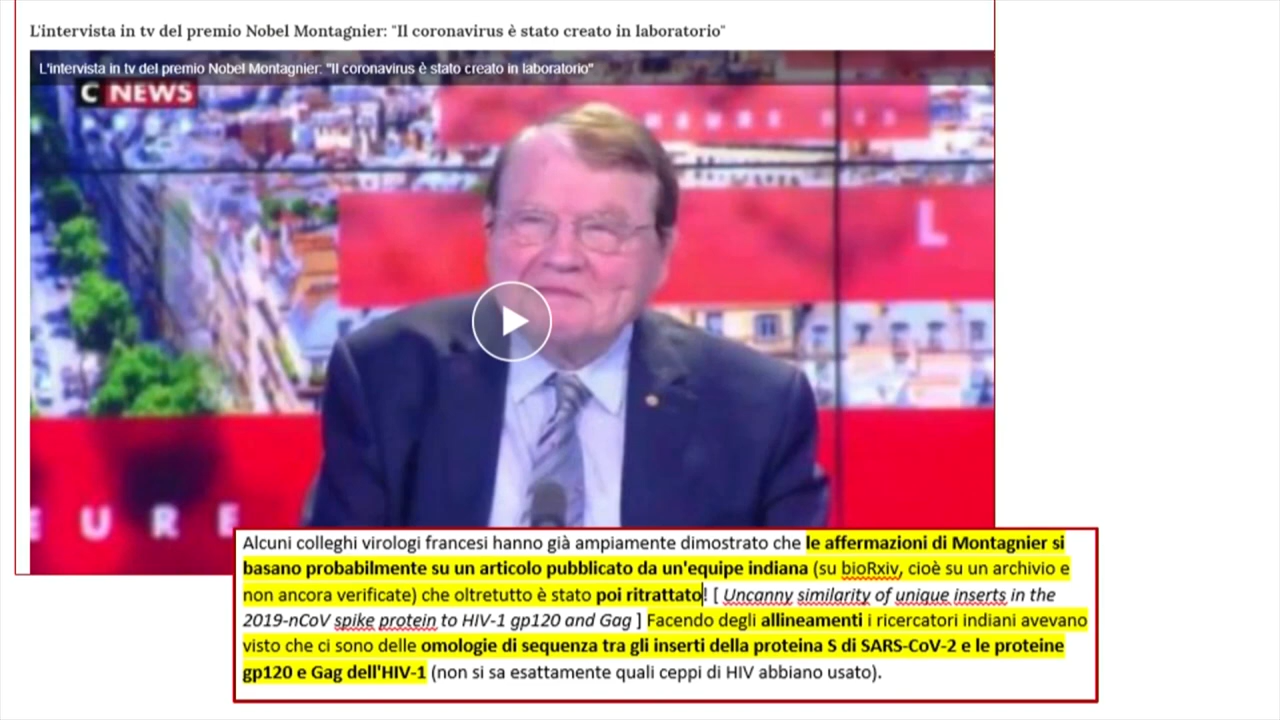 L'intervista in tv del premio Nobel Montagnier: "Il coronavirus è stato creato in laboratorio"
L'intervista in tv del premio Nobel Montagnier: "Il coronavirus è stato creato in laboratorio"
C NEWS
HEURE DES
L
EURE
Alcuni colleghi virologi francesi hanno già ampiamente dimostrato che le affermazioni di Montagnier si
basano probabilmente su un articolo pubblicato da un'equipe indiana (su bioRxiv, cioè su un archivio e
non ancora verificate) che oltretutto è stato poi ritrattato! [ Uncanny similarity of unique inserts in the
2019-nCoV spike protein to HIV-1 gp120 and Gag ] Facendo degli allineamenti i ricercatori indiani avevano
visto che ci sono delle omologie di sequenza tra gli inserti della proteina S di SARS-CoV-2 e le proteine
gp120 e Gag dell'HIV-1 (non si sa esattamente quali ceppi di HIV abbiano usato).